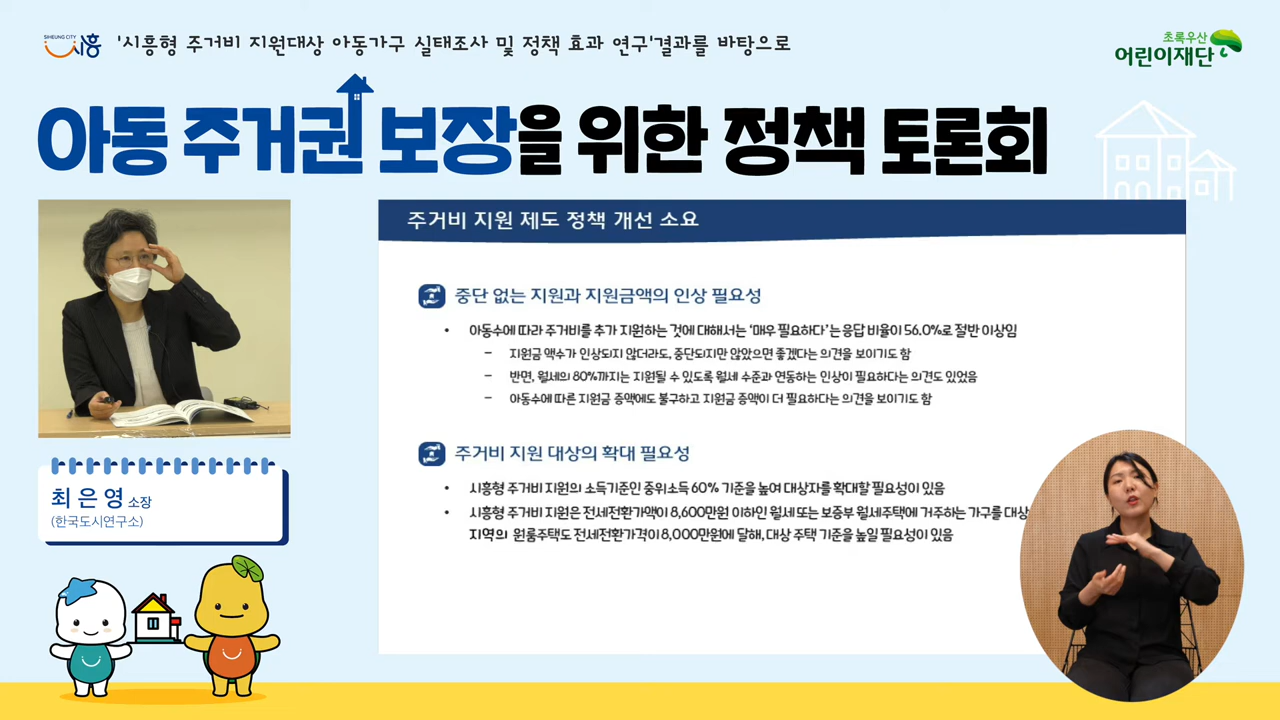 SIHEUNG CITY
시흥
'시흥형 주거비 지원대상 아동가구 실태조사 및 정책 효과 연구'결과를 바탕으로
초록우산
어린이재단
아동 주거권 보장을 위한 정책 토론회
주거비 지원 제도 정책 개선 소요
중단 없는 지원과 지원금액의 인상 필요성
• 아동수에 따라 주거비를 추가 지원하는 것에 대해서는 '매우 필요하다'는 응답 비율이 56.0%로 절반 이상임
– 지원금 액수가 인상되지 않더라도, 중단되지만 않았으면 좋겠다는 의견을 보이기도 함
– 반면, 월세의 80%까지는 지원될 수 있도록 월세 수준과 연동하는 인상이 필요하다는 의견도 있었음
– 아동수에 따른 지원금 증액에도 불구하고 지원금 증액이 더 필요하다는 의견을 보이기도 함
주거비 지원 대상의 확대 필요성
• 시흥형 주거비 지원의 소득기준인 중위소득 60% 기준을 높여 대상자를 확대할 필요성이 있음
• 시흥형 주거비 지원은 전세전환가액이 8,600만원 이하인 월세 또는 보증부 월세주택에 거주하는 가구를 대상
지역의 원룸주택도 전세전환가격이 8,000만원에 달해, 대상 주택 기준을 높일 필요성이 있음
최은영 소장
(한국도시연구소)